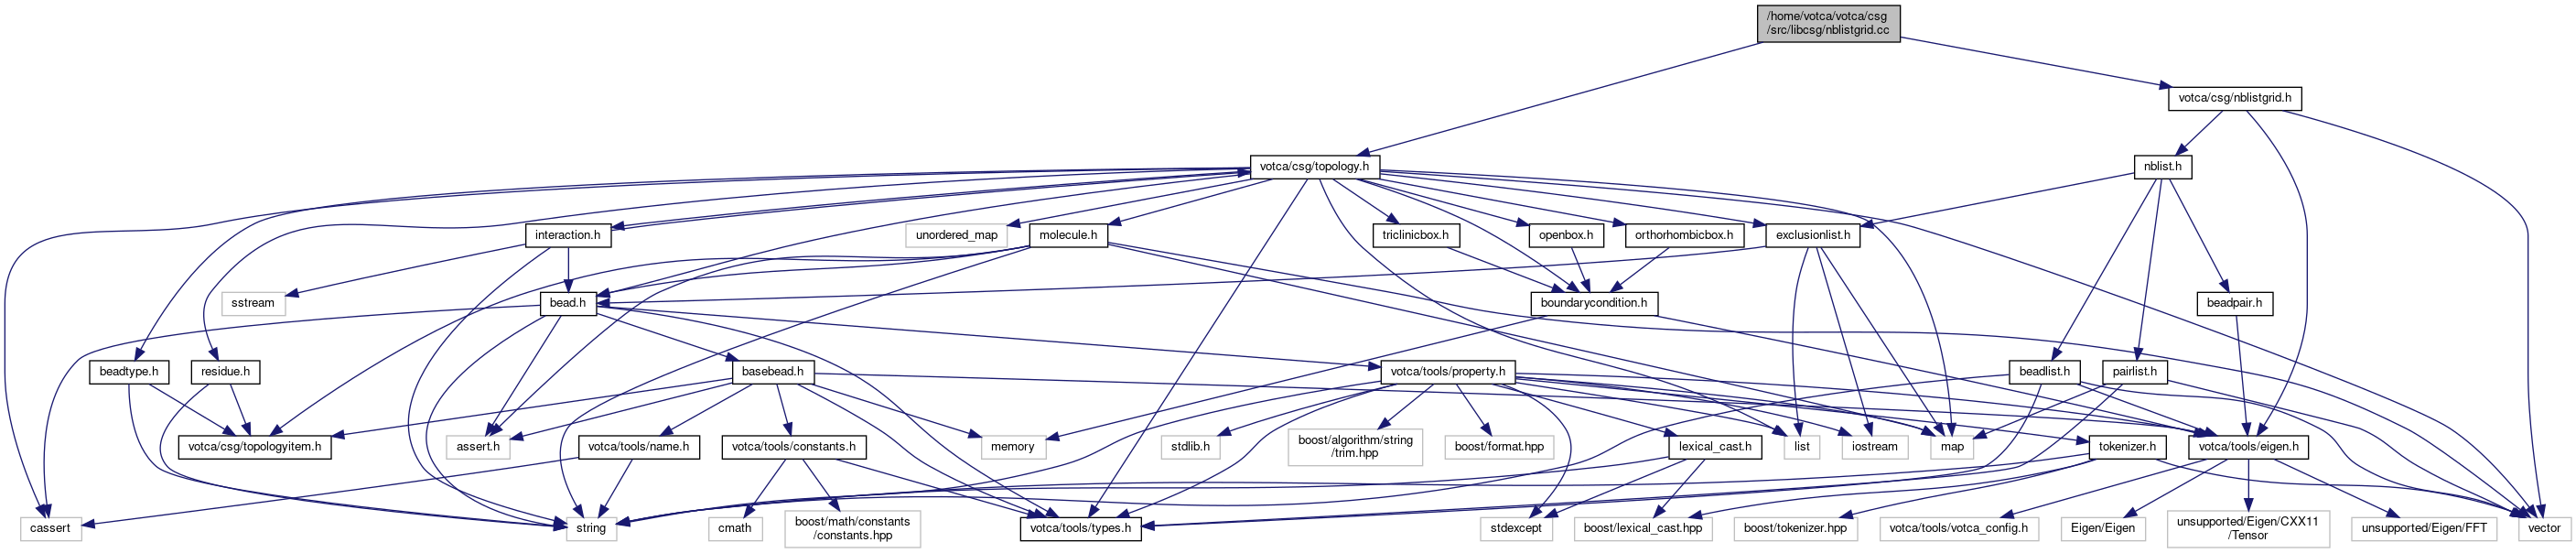 /home/votca/votca/csg
/src/libcsg/nblistgrid.cc
votca/csg/nblistgrid.h
votca/csg/topology.h
nblist.h
interaction.h
unordered_map
molecule.h
triclinicbox.h
openbox.h
orthorhombicbox.h
exclusionlist.h
sstream
bead.h
boundarycondition.h
beadpair.h
beadtype.h
residue.h
basebead.h
votca/tools/property.h
beadlist.h
pairlist.h
votca/csg/topologyitem.h
assert.h
votca/tools/name.h
votca/tools/constants.h
memory
stdlib.h
boost/algorithm/string
/trim.hpp
boost/format.hpp
lexical_cast.h
list
iostream
map
tokenizer.h
votca/tools/eigen.h
cassert
string
cmath
boost/math/constants
/constants.hpp
votca/tools/types.h
stdexcept
boost/lexical_cast.hpp
boost/tokenizer.hpp
votca/tools/votca_config.h
Eigen/Eigen
unsupported/Eigen/CXX11
/Tensor
unsupported/Eigen/FFT
vector